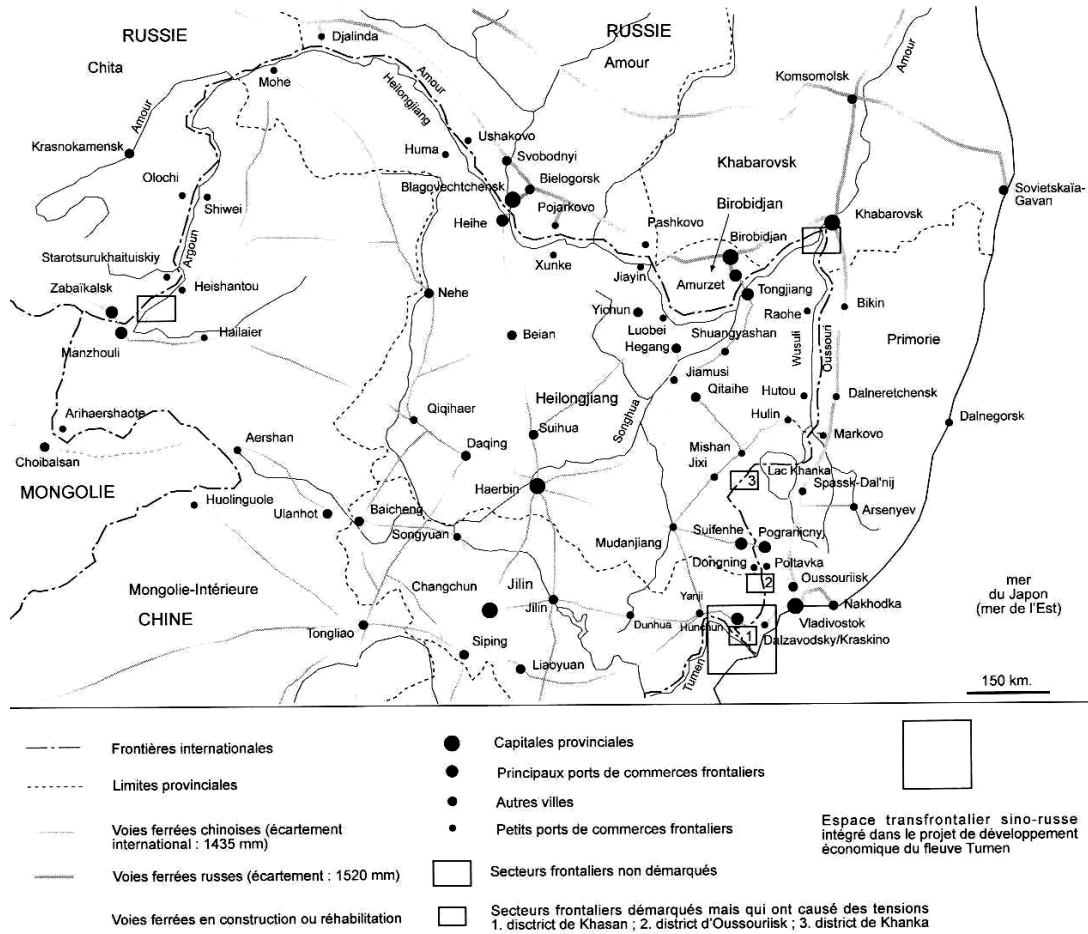 RUSSIE
Chita
Djalinda
RUSSIE
Amour
Amour
Mohe
Amour
Heilongjiang
Amour
Komsomolsk
Krasnokamensk
Ushakovo
Huma
Svobodnyi
Olochi
Shiwei
Blagovechtchensk
Bielogorsk
Khabarovsk
Sovietskaïa-
Gavan
Heihe
Pojarkovo
Pashkovo
Birobidjan
Khabarovsk
Argoun
Starotsurukhaituiskiy
Xunke
Jiayin
Birobidjan
Zabaïkalsk
Heishantou
Nehe
Amurzet
Tongjiang
Yichun
Raohe
Bikin
Manzhouli
Hailaier
Beian
Luobei
Shuangyashan
Hegang
Wusuli
Oussouri
Primorie
Jiamusi
Qitaihe
Hutou
Dalneretchensk
Arihaershaote
Qiqihaer
Heilongjiang
Songhua
Hulin
Dalnegorsk
Choibalsan
Aershan
Daqing
Suihua
Mishan
Markovo
Jixi
Lac Khanka
MONGOLIE
Huolinguole
Haerbin
3
Spassk-Dal'nij
Ulanhot
Baicheng
Arsenyev
Songyuan
Mudanjiang
Suifenhe
Pogranicny
Dongning
Poltavka
Mongolie-Intérieure
Changchun
Jilin
2
Oussouriisk
mer
du Japon
(mer de l'Est)
CHINE
Jilin
Yanji
Nakhodka
Tongliao
Dunhua
Hunchun
Vladivostok
Siping
1
Dalzavodsky/Kraskino
Liaoyuan
Tumen
150 km.
Frontières internationales
Limites provinciales
Voies ferrées chinoises (écartement
international : 1435 mm)
Voies ferrées russes (écartement : 1520 mm)
Voies ferrées en construction ou réhabilitation
Capitales provinciales
Principaux ports de commerces frontaliers
Autres villes
Petits ports de commerces frontaliers
Secteurs frontaliers non démarqués
Secteurs frontaliers démarqués mais qui ont causé des tensions
1. disctrict de Khasan ; 2. district d'Oussouriisk ; 3. district de Khanka
Espace transfrontalier sino-russe
intégré dans le projet de développement
économique du fleuve Tumen